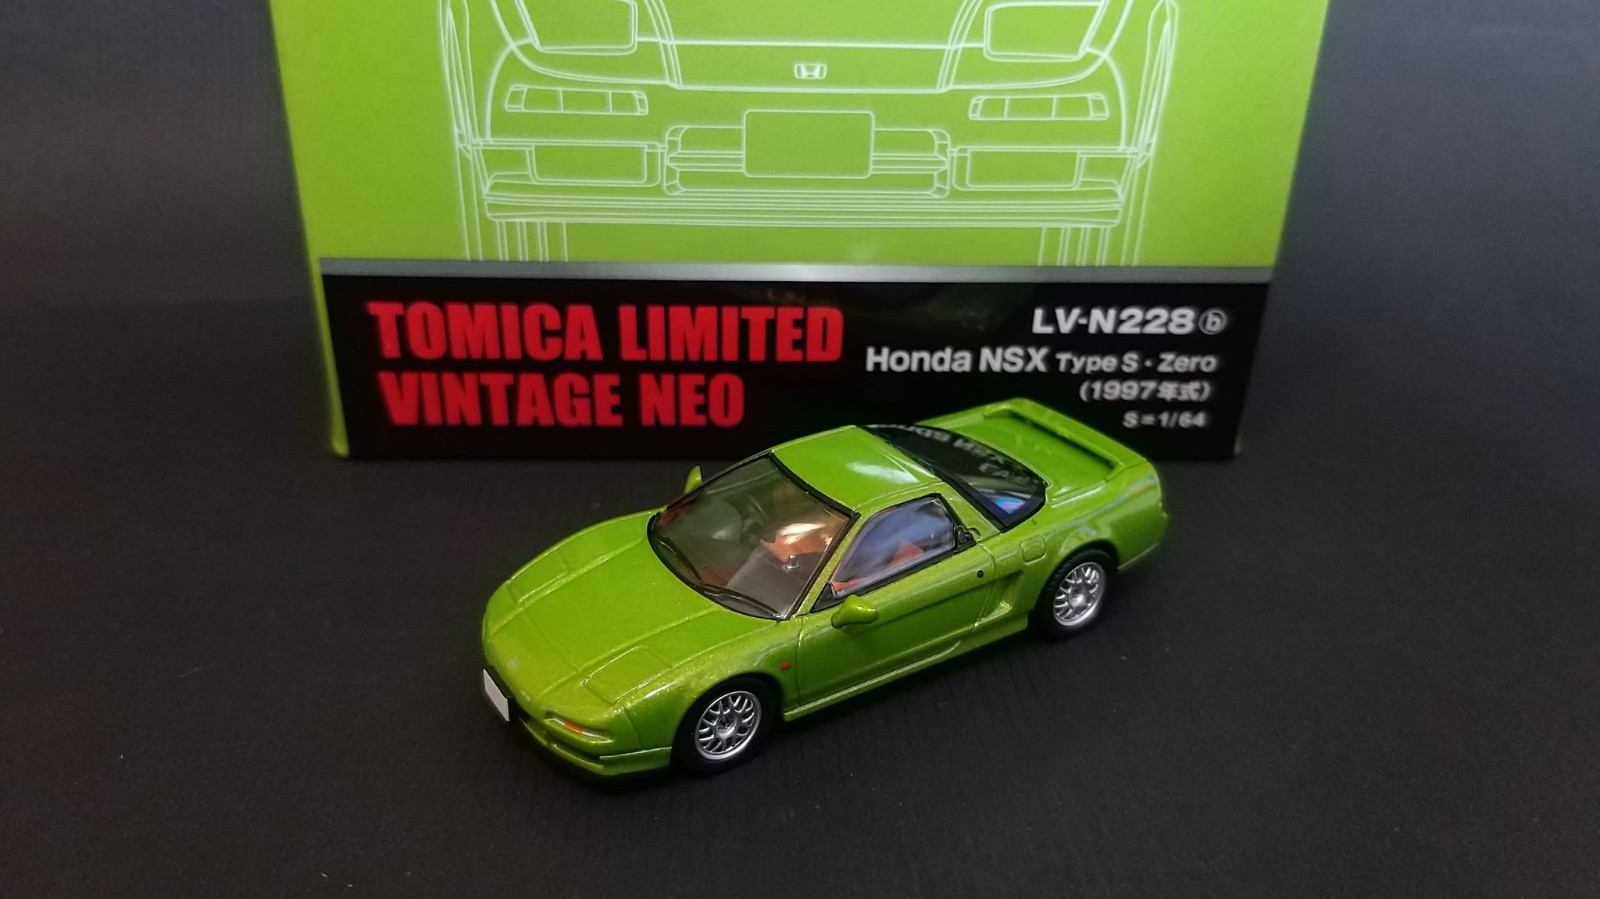 TOMICA LIMITED
VINTAGE NEO
LV-N228ⓑ
Honda NSX Type S・Zero
(1997年式)
S=1/64